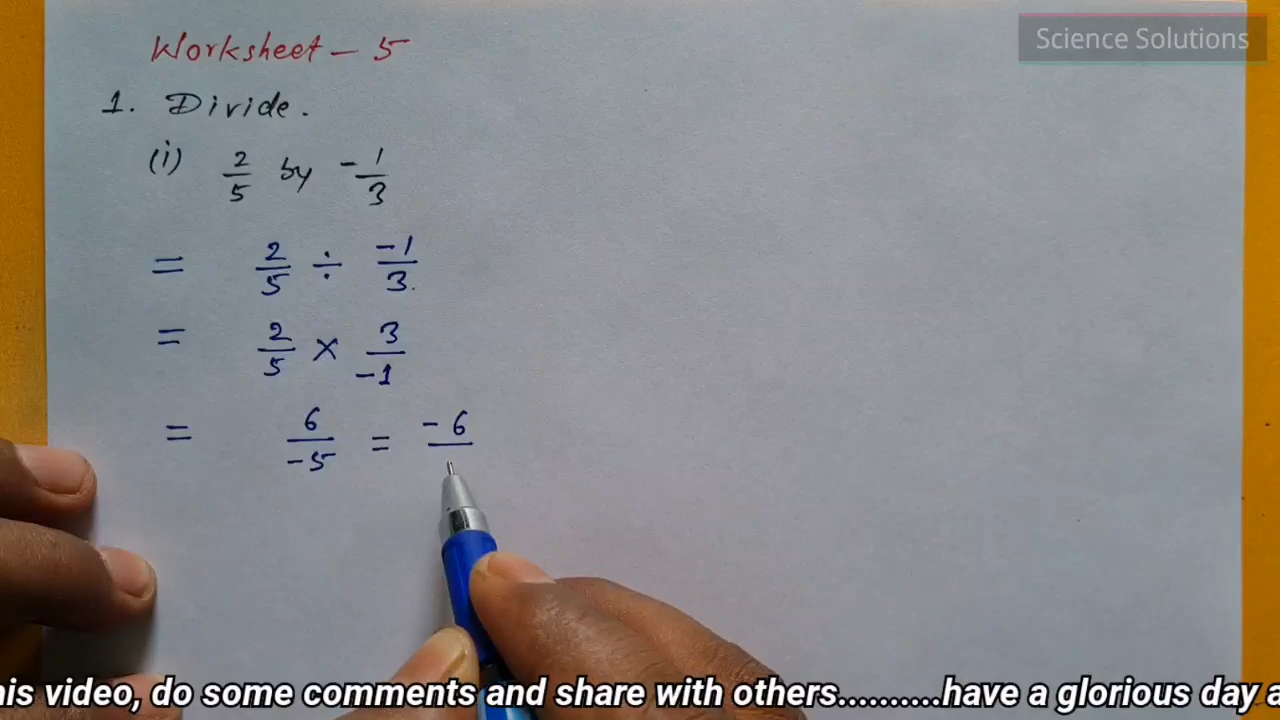 Worksheet - 5
Science Solutions
1. Divide.
(i) 2/5 by -1/3
= 2/5 ÷ -1/3
= 2/5 × 3/-1
= 6/-5 = -6/
his video, do some comments and share with others..........have a glorious day a